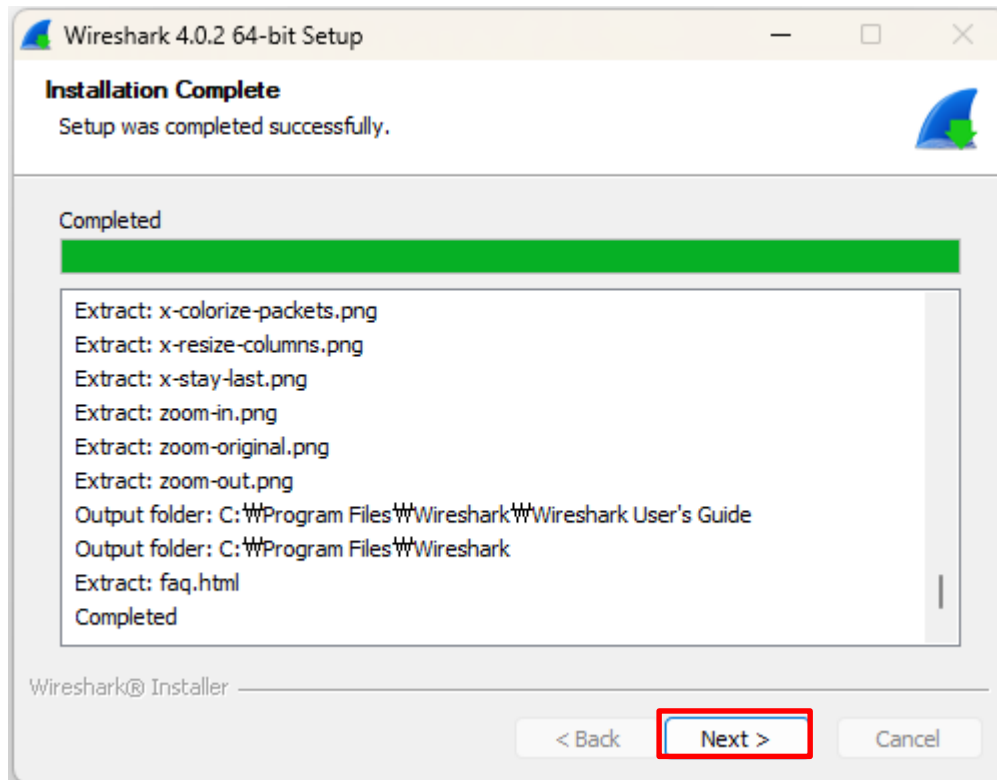 Wireshark 4.0.2 64-bit Setup
Installation Complete
Setup was completed successfully.
Completed
Extract: x-colorize-packets.png
Extract: x-resize-columns.png
Extract: x-stay-last.png
Extract: zoom-in.png
Extract: zoom-original.png
Extract: zoom-out.png
Output folder: C:₩Program Files₩Wireshark₩Wireshark User's Guide
Output folder: C:₩Program Files₩Wireshark
Extract: faq.html
Completed
Wireshark® Installer
< Back Next > Cancel